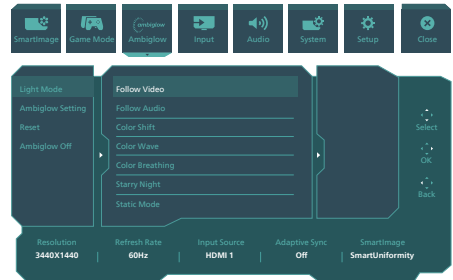 ambiglow
SmartImage Game Mode Ambiglow Input Audio System Setup Close
Light Mode
Ambiglow Setting
Reset
Ambiglow Off
Follow Video
Follow Audio
Color Shift
Color Wave
Color Breathing
Starry Night
Static Mode
Select
OK
Back
Resolution Refresh Rate Input Source Adaptive Sync SmartImage
3440X1440 | 60Hz | HDMI 1 | Off | SmartUniformity